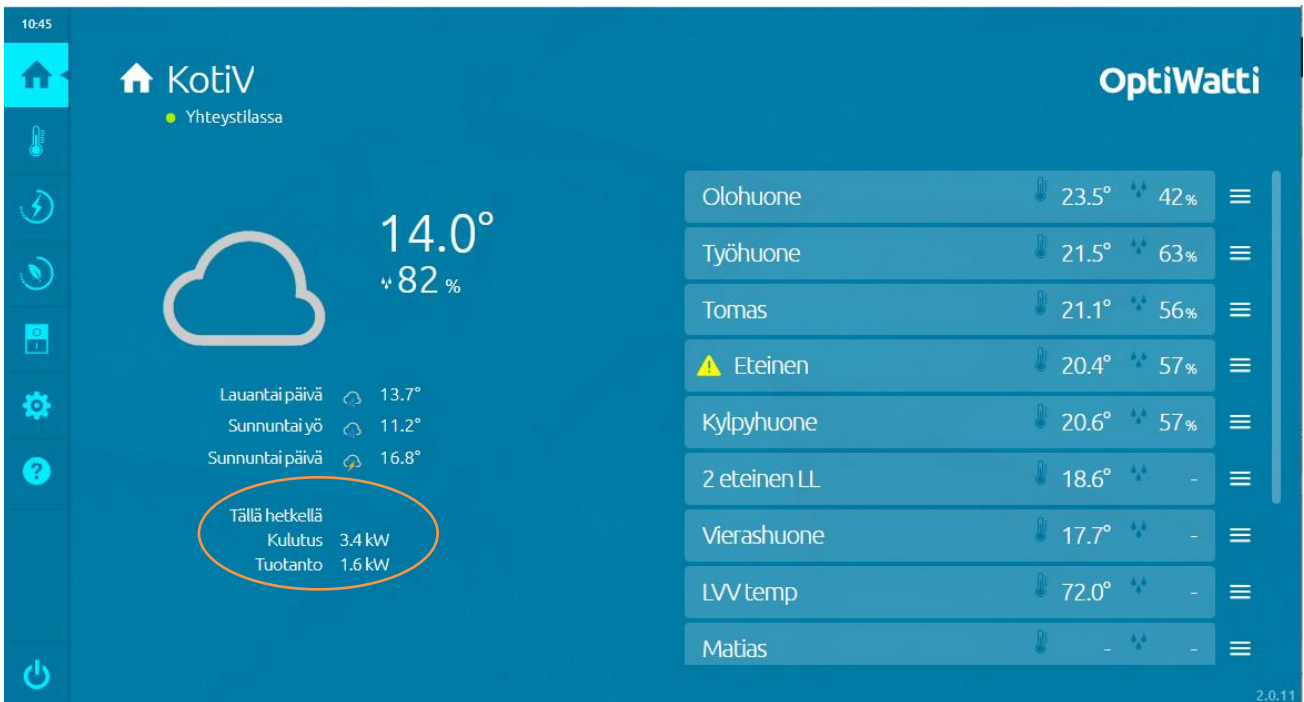 10:45
KotiV
Yhteystilassa
OptiWatti
14.0°
82 %
Lauantai päivä 13.7°
Sunnuntai yö 11.2°
Sunnuntai päivä 16.8°
Tällä hetkellä
Kulutus 3.4 kW
Tuotanto 1.6 kW
Olohuone 23.5° 42 %
Työhuone 21.5° 63 %
Tomas 21.1° 56 %
Eteinen 20.4° 57 %
Kylpyhuone 20.6° 57 %
2 eteinen LL 18.6° -
Vierashuone 17.7° -
LVV temp 72.0° -
Matias - -
2.0.11